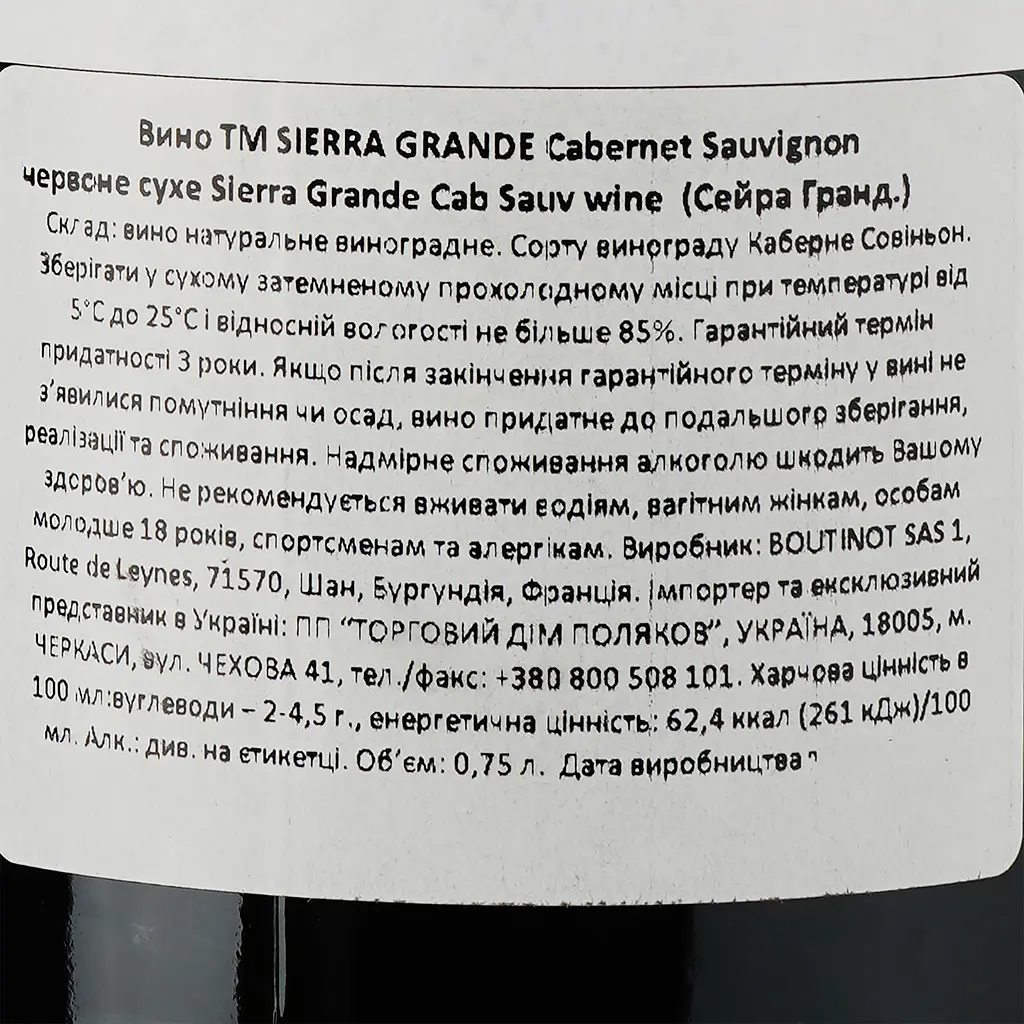 Вино ТМ SIERRA GRANDE Cabernet Sauvignon
червоне сухе Sierra Grande Cab Sauv wine (Сейра Гранд.)
Склад: вино натуральне виноградне. Сорту винограду Каберне Совіньон.
Зберігати у сухому затемненому прохолодному місці при температурі від
5°С до 25°С і відносній вологості не більше 85%. Гарантійний термін
придатності 3 роки. Якщо після закінчення гарантійного терміну у вині не
з'явилися помутніння чи осад, вино придатне до подальшого зберігання,
реалізації та споживання. Надмірне споживання алкоголю шкодить Вашому
здоров'ю. Не рекомендується вживати водіям, вагітним жінкам, особам
молодше 18 років, спортсменам та алергікам. Виробник: BOUTINOT SAS 1,
Route de Leynes, 71570, Шан, Бургундія, Франція. Імпортер та ексклюзивний
представник в Україні: ПП "ТОРГОВИЙ ДІМ ПОЛЯКОВ", УКРАЇНА, 18005, м.
ЧЕРКАСИ, вул. ЧЕХОВА 41, тел./факс: +380 800 508 101. Харчова цінність в
100 мл:вуглеводи – 2-4,5 г., енергетична цінність: 62,4 ккал (261 кДж)/100
мл. Алк.: див. на етикетці. Об'єм: 0,75 л. Дата виробництва